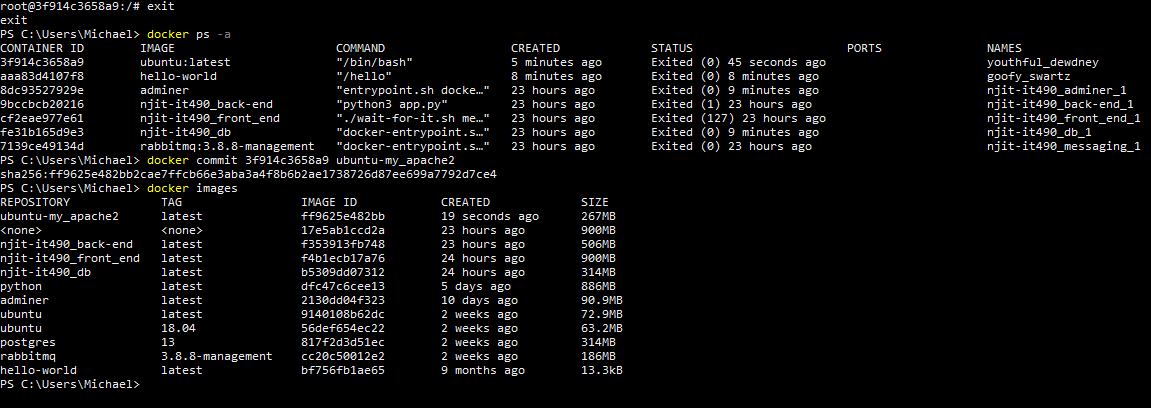 root@3f914c3658a9:/# exit
exit
PS C:\Users\Michael> docker ps -a
CONTAINER ID IMAGE COMMAND CREATED STATUS PORTS NAMES
3f914c3658a9 ubuntu:latest "/bin/bash" 5 minutes ago Exited (0) 45 seconds ago youthful_dewdney
aaa83d4107f8 hello-world "/hello" 8 minutes ago Exited (0) 8 minutes ago goofy_swartz
8dc93527929e adminer "entrypoint.sh docke…" 23 hours ago Exited (0) 9 minutes ago njit-it490_adminer_1
9bccbcb20216 njit-it490_back-end "python3 app.py" 23 hours ago Exited (1) 23 hours ago njit-it490_back-end_1
cf2eae977e61 njit-it490_front_end "./wait-for-it.sh me…" 23 hours ago Exited (127) 23 hours ago njit-it490_front_end_1
fe31b165d9e3 njit-it490_db "docker-entrypoint.s…" 23 hours ago Exited (0) 9 minutes ago njit-it490_db_1
7139ce49134d rabbitmq:3.8.8-management "docker-entrypoint.s…" 23 hours ago Exited (0) 23 hours ago njit-it490_messaging_1
PS C:\Users\Michael> docker commit 3f914c3658a9 ubuntu-my_apache2
sha256:ff9625e482bb2cae7ffcb66e3aba3a4f8b6b2ae1738726d87ee699a7792d7ce4
PS C:\Users\Michael> docker images
REPOSITORY TAG IMAGE ID CREATED SIZE
ubuntu-my_apache2 latest ff9625e482bb 19 seconds ago 267MB
<none> <none> 17e5ab1ccd2a 23 hours ago 900MB
njit-it490_back-end latest f353913fb748 23 hours ago 506MB
njit-it490_front_end latest f4b1ecb17a76 24 hours ago 900MB
njit-it490_db latest b5309dd07312 24 hours ago 314MB
python latest dfc47c6cee13 5 days ago 886MB
adminer latest 2130dd04f323 10 days ago 90.9MB
ubuntu latest 9140108b62dc 2 weeks ago 72.9MB
ubuntu 18.04 56def654ec22 2 weeks ago 63.2MB
postgres 13 817f2d3d51ec 2 weeks ago 314MB
rabbitmq 3.8.8-management cc20c50012e2 2 weeks ago 186MB
hello-world latest bf756fb1ae65 9 months ago 13.3kB
PS C:\Users\Michael>